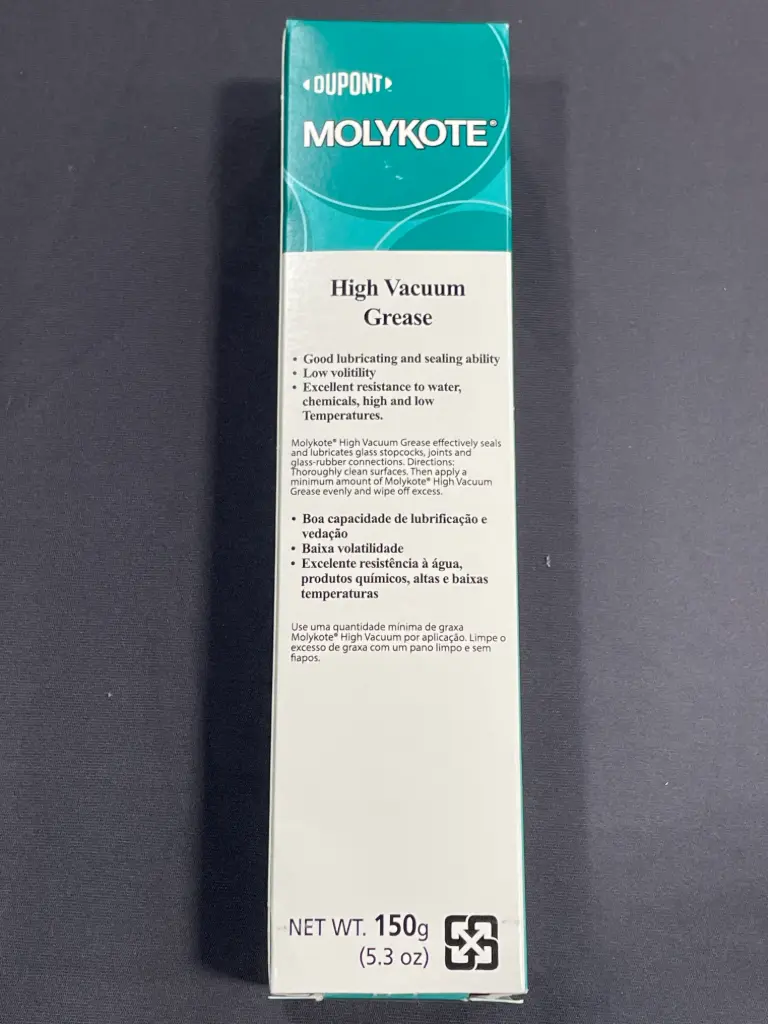 DUPONT
MOLYKOTE®
High Vacuum
Grease
• Good lubricating and sealing ability
• Low volitility
• Excellent resistance to water,
chemicals, high and low
Temperatures.
Molykote® High Vacuum Grease effectively seals
and lubricates glass stopcocks, joints and
glass-rubber connections. Directions:
Thoroughly clean surfaces. Then apply a
minimum amount of Molykote® High Vacuum
Grease evenly and wipe off excess.
• Boa capacidade de lubrificação e
vedação
• Baixa volatilidade
• Excelente resistência à água,
produtos químicos, altas e baixas
temperaturas
Use uma quantidade mínima de graxa
Molykote® High Vacuum por aplicação. Limpe o
excesso de graxa com um pano limpo e sem
fiapos.
NET WT. 150g
(5.3 oz)